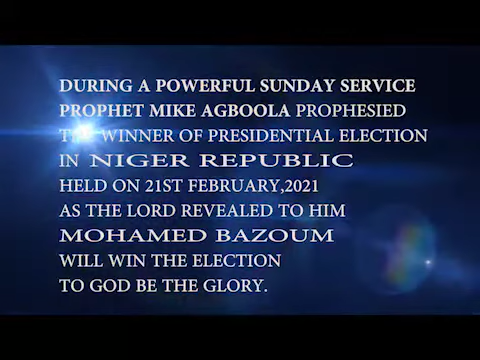 DURING A POWERFUL SUNDAY SERVICE
PROPHET MIKE AGBOOLA PROPHESIED
THE WINNER OF PRESIDENTIAL ELECTION
IN NIGER REPUBLIC
HELD ON 21ST FEBRUARY,2021
AS THE LORD REVEALED TO HIM
MOHAMED BAZOUM
WILL WIN THE ELECTION
TO GOD BE THE GLORY.